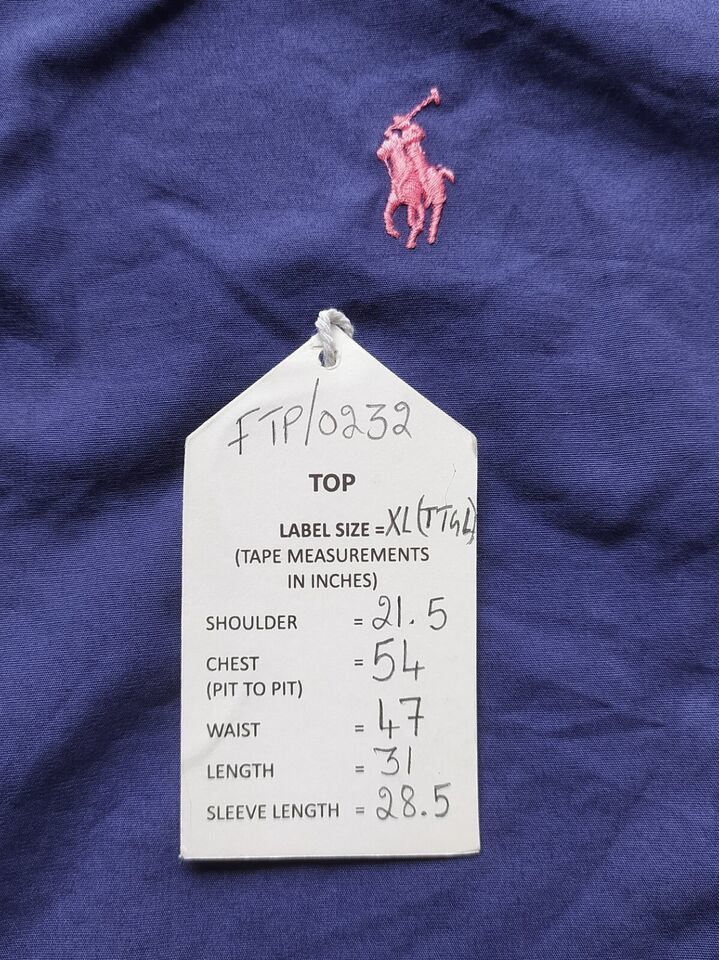 FTP/0232
TOP
LABEL SIZE = XL(TTGL)
(TAPE MEASUREMENTS
IN INCHES)
SHOULDER = 21.5
CHEST = 54
(PIT TO PIT)
WAIST = 47
LENGTH = 31
SLEEVE LENGTH = 28.5